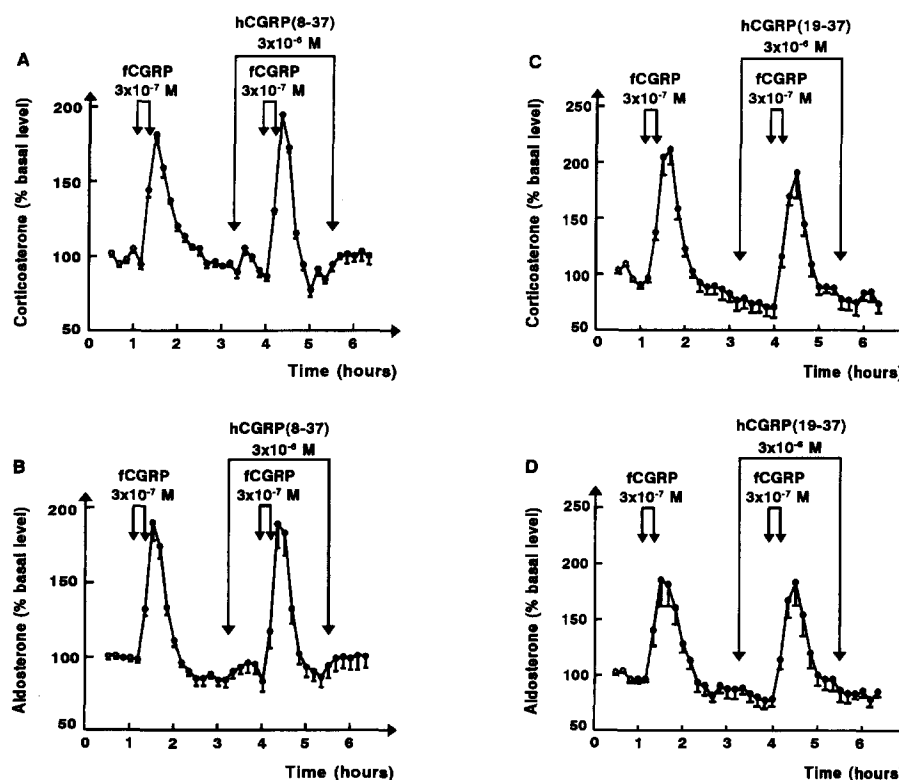 hCGRP(8-37)
3x10⁻⁶ M
A
fCGRP
3x10⁻⁷ M
fCGRP
3x10⁻⁷ M
Corticosterone (% basal level)
200
150
100
50
0 1 2 3 4 5 6
Time (hours)
hCGRP(19-37)
3x10⁻⁶ M
C
fCGRP
3x10⁻⁷ M
fCGRP
3x10⁻⁷ M
Corticosterone (% basal level)
250
200
150
100
50
0 1 2 3 4 5 6
Time (hours)
hCGRP(8-37)
3x10⁻⁶ M
B
fCGRP
3x10⁻⁷ M
fCGRP
3x10⁻⁷ M
Aldosterone (% basal level)
200
150
100
50
0 1 2 3 4 5 6
Time (hours)
hCGRP(19-37)
3x10⁻⁶ M
D
fCGRP
3x10⁻⁷ M
fCGRP
3x10⁻⁷ M
Aldosterone (% basal level)
250
200
150
100
50
0 1 2 3 4 5 6
Time (hours)